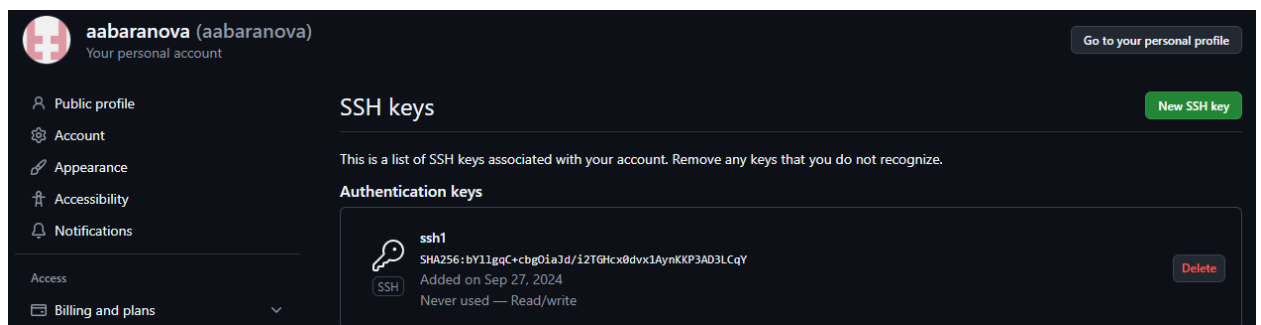 aabaranova (aabaranova)
Your personal account
Go to your personal profile
Public profile
Account
Appearance
Accessibility
Notifications
Access
Billing and plans
SSH keys
New SSH key
This is a list of SSH keys associated with your account. Remove any keys that you do not recognize.
Authentication keys
ssh1
SHA256:bYllgqC+cbgOiaJd/i2TGHcx0dvx1AynKKP3AD3LCqY
Added on Sep 27, 2024
Never used — Read/write
SSH
Delete